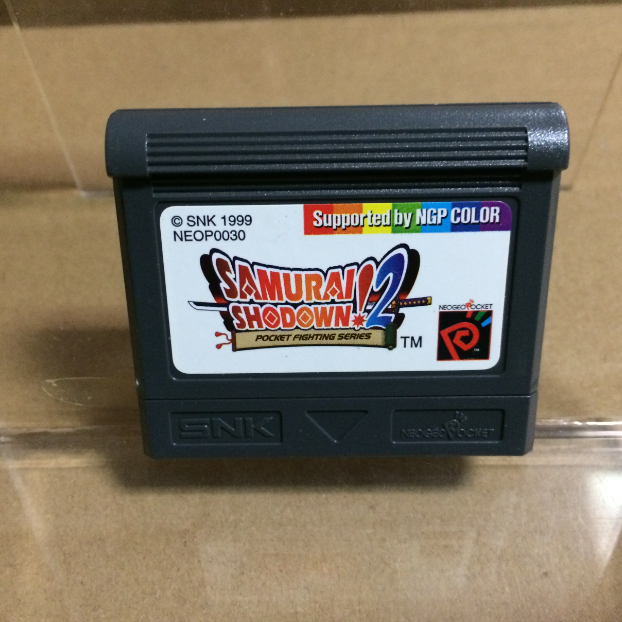 © SNK 1999
NEOP0030
Supported by NGP COLOR
SAMURAI
SHODOWN! 2
POCKET FIGHTING SERIES
TM
NEOGEO POCKET
TM
SNK
NEOGEO POCKET